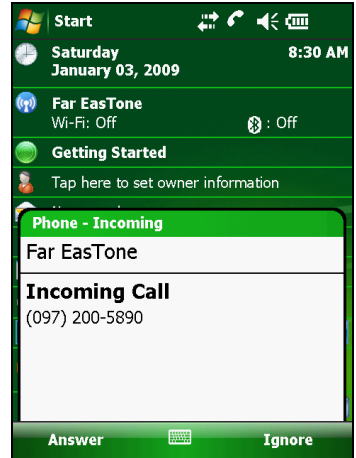 Start
Saturday 8:30 AM
January 03, 2009
Far EasTone
Wi-Fi: Off : Off
Getting Started
Tap here to set owner information
Phone - Incoming
Far EasTone
Incoming Call
(097) 200-5890
Answer Ignore